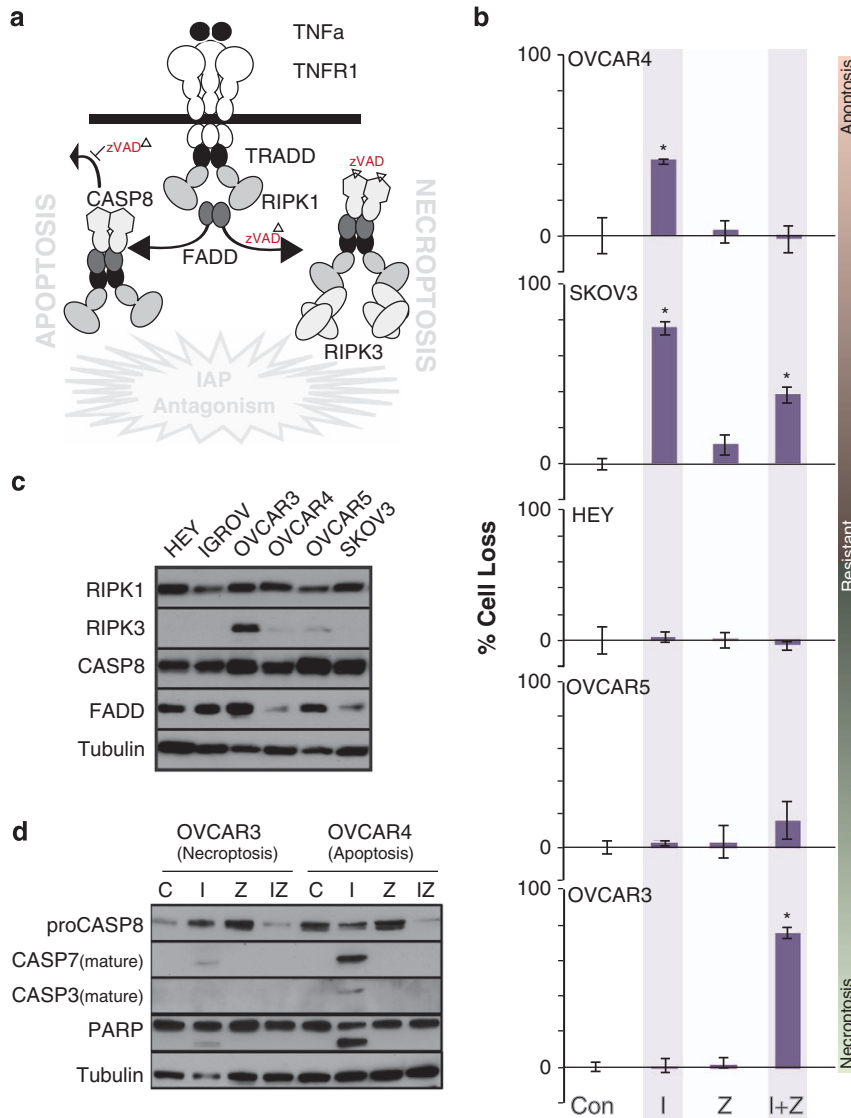 a
TNFa
TNFR1
zVAD
zVAD
TRADD
CASP8
RIPK1
zVAD
FADD
RIPK3
APOPTOSIS
NECROPTOSIS
IAP
Antagonism
b
% Cell Loss
OVCAR4
100
0
*
SKOV3
100
0
*
*
HEY
100
0
OVCAR5
100
0
OVCAR3
100
0
*
Con I Z I+Z
Apoptosis
Resistant
Necroptosis
c
HEY IGROV OVCAR3 OVCAR4 OVCAR5 SKOV3
RIPK1
RIPK3
CASP8
FADD
Tubulin
d
OVCAR3 OVCAR4
(Necroptosis) (Apoptosis)
C I Z IZ C I Z IZ
proCASP8
CASP7(mature)
CASP3(mature)
PARP
Tubulin